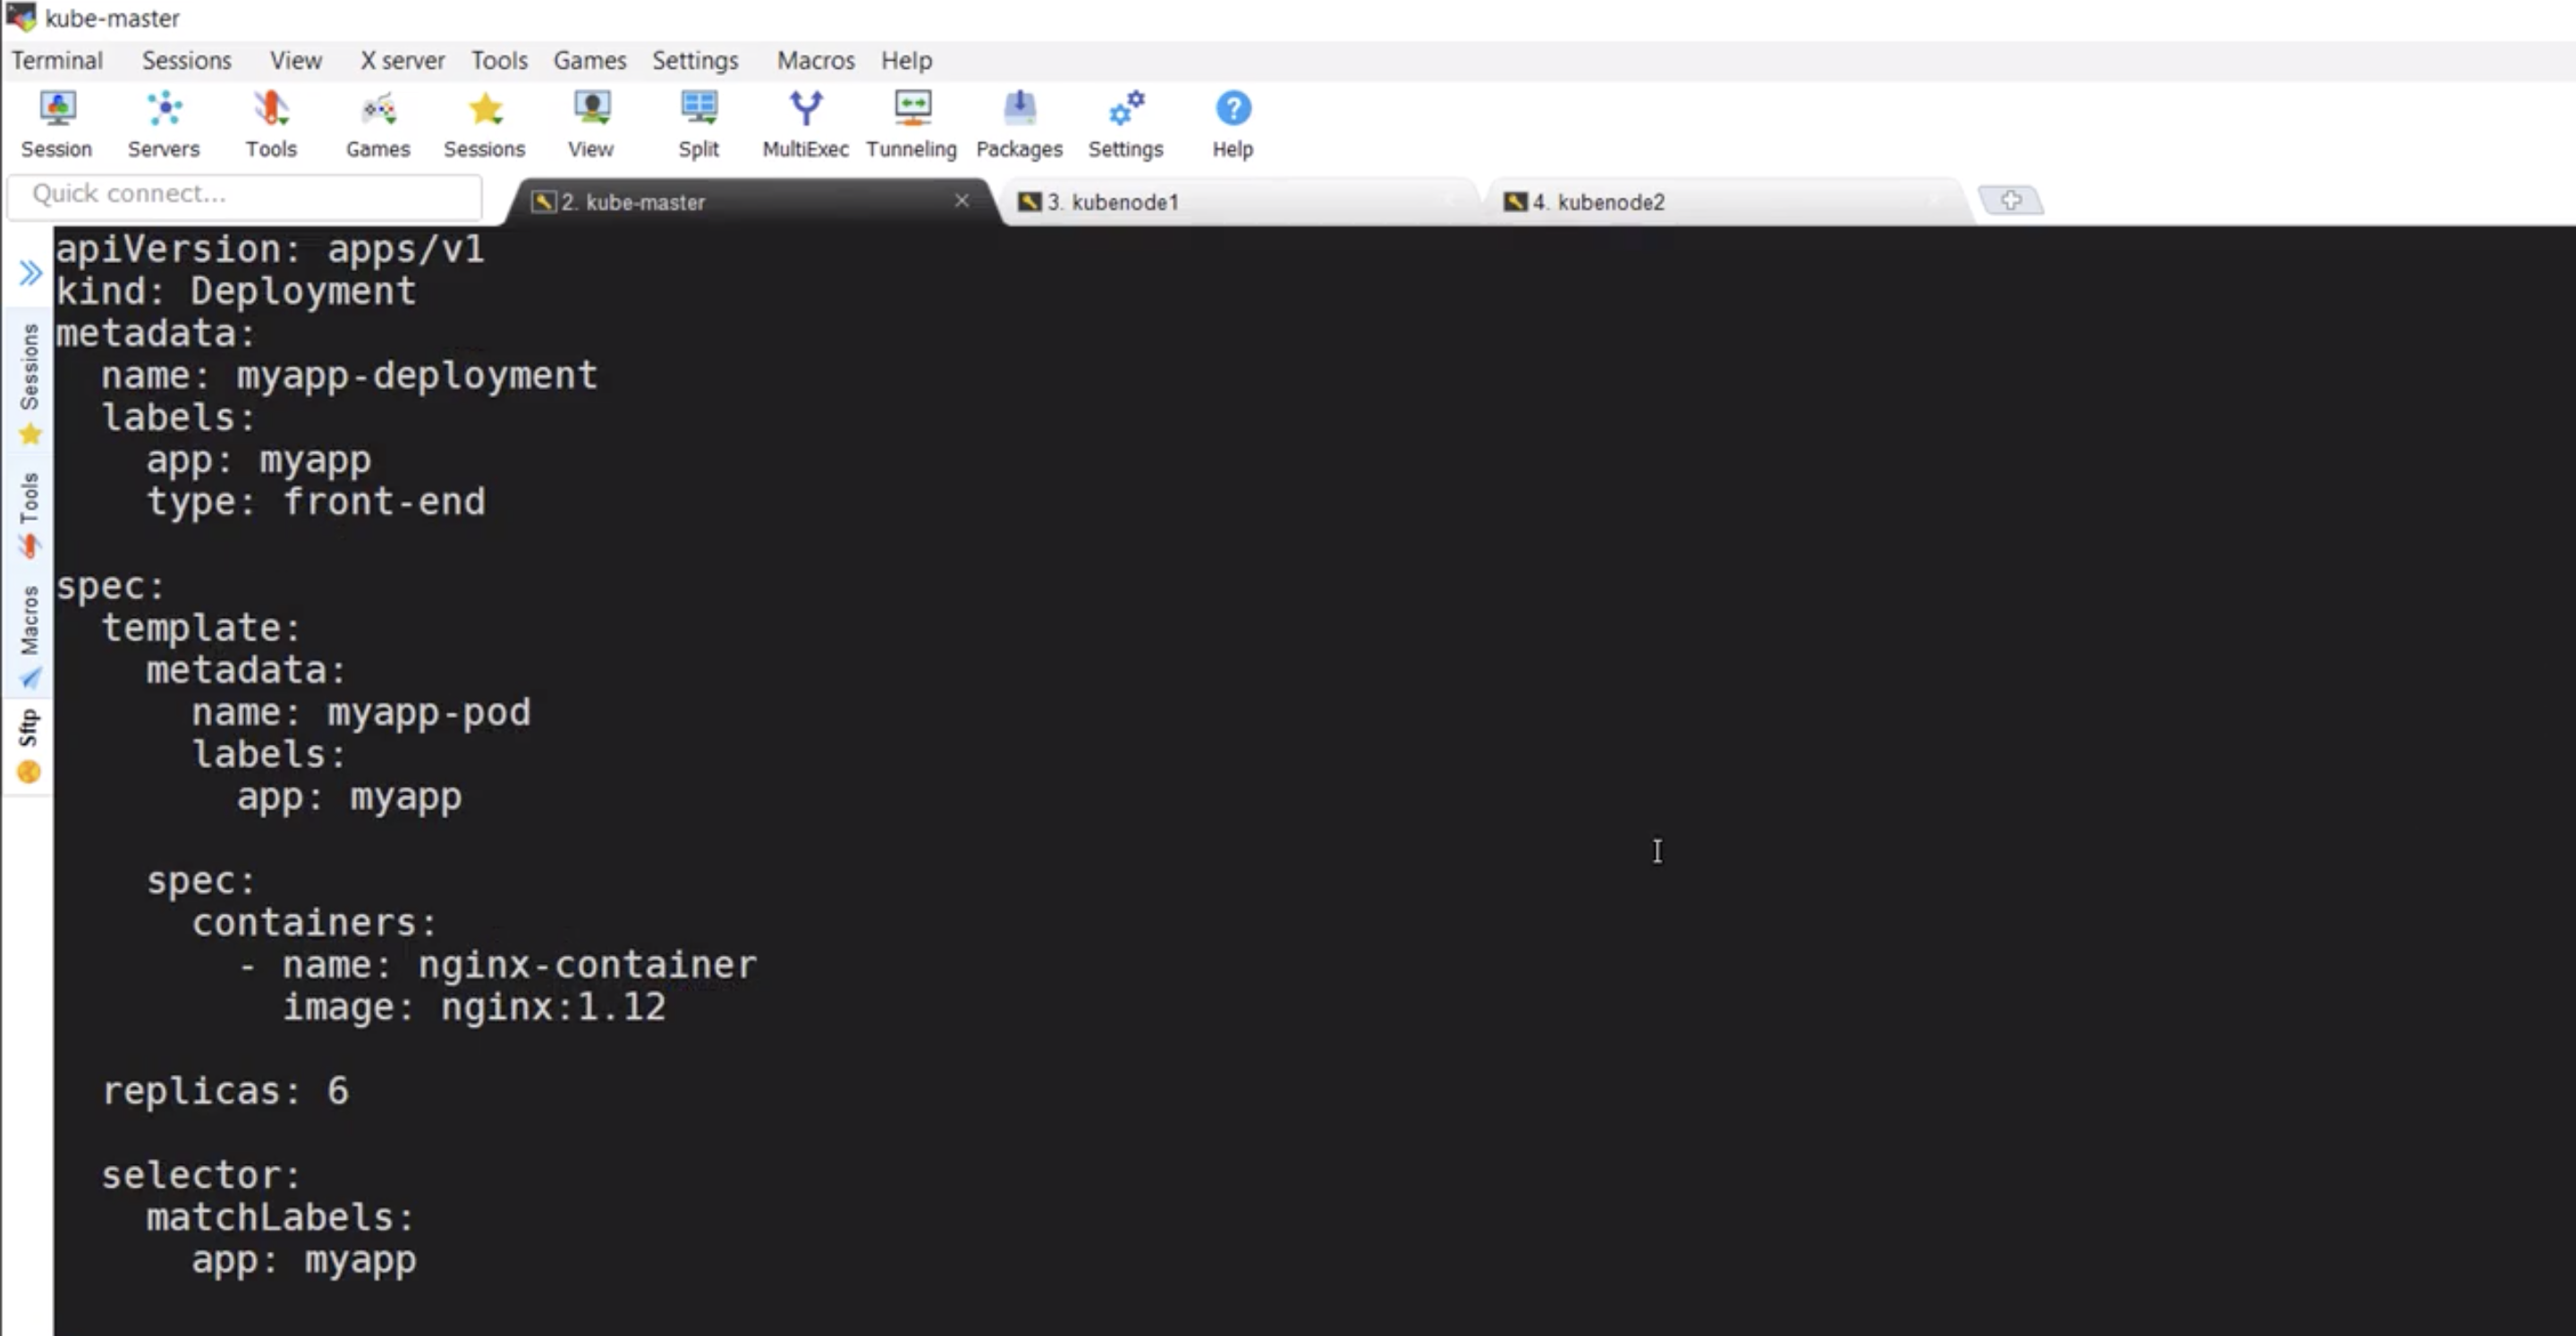 kube-master
Terminal Sessions View X server Tools Games Settings Macros Help
Session Servers Tools Games Sessions View Split MultiExec Tunneling Packages Settings Help
Quick connect... 2. kube-master 3. kubenode1 4. kubenode2
Sessions
Tools
Macros
Sftp
apiVersion: apps/v1
kind: Deployment
metadata:
  name: myapp-deployment
  labels:
    app: myapp
    type: front-end
spec:
  template:
    metadata:
      name: myapp-pod
      labels:
        app: myapp
    spec:
      containers:
        - name: nginx-container
          image: nginx:1.12
  replicas: 6
  selector:
    matchLabels:
      app: myapp